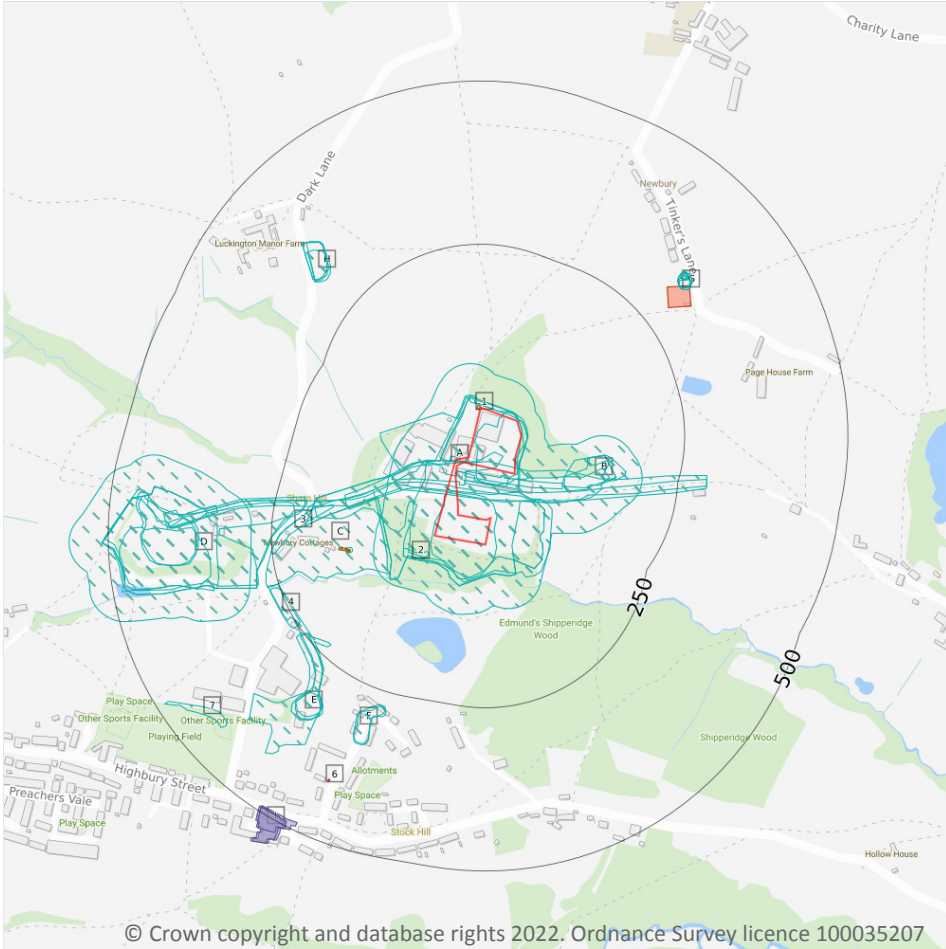 Charity Lane
Dark Lane
Newbury
Tinker's Lane
Luckington Manor Farm
H
G
Page House Farm
1
A
B
3
C
Newbury Cottages
D
2
4
250
Edmund's Shipperidge
Wood
500
E
F
7
Play Space
Other Sports Facility
Other Sports Facility
Playing Field
Shipperidge Wood
6
Allotments
Highbury Street
Preachers Vale
Play Space
Play Space
Stock Hill
Hollow House
© Crown copyright and database rights 2022. Ordnance Survey licence 100035207